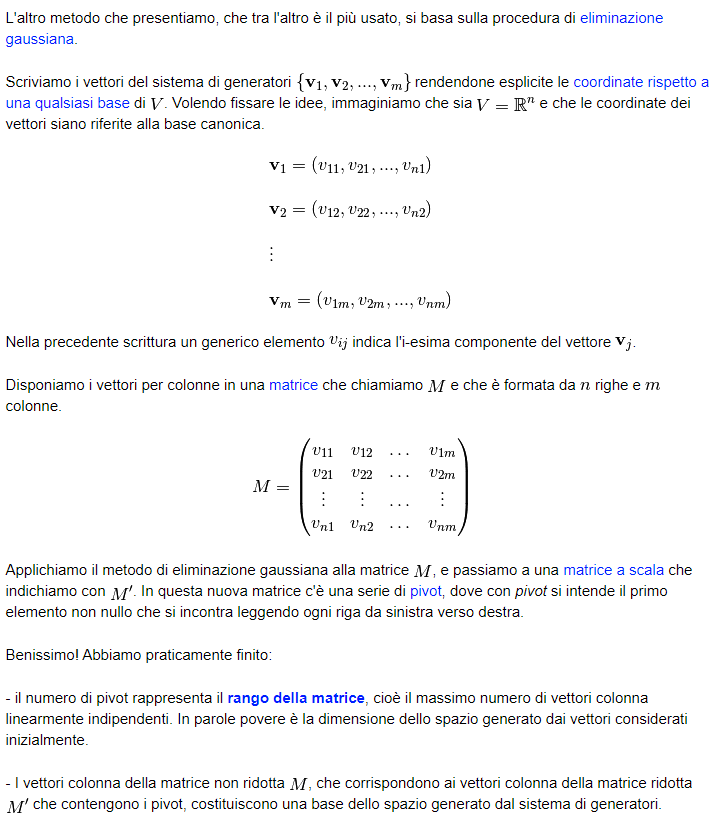 L'altro metodo che presentiamo, che tra l'altro è il più usato, si basa sulla procedura di eliminazione
gaussiana.
Scriviamo i vettori del sistema di generatori {v₁, v₂, ..., vₘ} rendendone esplicite le coordinate rispetto a
una qualsiasi base di V. Volendo fissare le idee, immaginiamo che sia V = ℝⁿ e che le coordinate dei
vettori siano riferite alla base canonica.
v₁ = (v₁₁, v₂₁, ..., vₙ₁)
v₂ = (v₁₂, v₂₂, ..., vₙ₂)
⋮
vₘ = (v₁ₘ, v₂ₘ, ..., vₙₘ)
Nella precedente scrittura un generico elemento vᵢⱼ indica l'i-esima componente del vettore vⱼ.
Disponiamo i vettori per colonne in una matrice che chiamiamo M e che è formata da n righe e m
colonne.
M = (v₁₁ v₁₂ ... v₁ₘ
v₂₁ v₂₂ ... v₂ₘ
⋮ ⋮ ... ⋮
vₙ₁ vₙ₂ ... vₙₘ)
Applichiamo il metodo di eliminazione gaussiana alla matrice M, e passiamo a una matrice a scala che
indichiamo con M′. In questa nuova matrice c'è una serie di pivot, dove con pivot si intende il primo
elemento non nullo che si incontra leggendo ogni riga da sinistra verso destra.
Benissimo! Abbiamo praticamente finito:
- il numero di pivot rappresenta il rango della matrice, cioè il massimo numero di vettori colonna
linearmente indipendenti. In parole povere è la dimensione dello spazio generato dai vettori considerati
inizialmente.
- I vettori colonna della matrice non ridotta M, che corrispondono ai vettori colonna della matrice ridotta
M′ che contengono i pivot, costituiscono una base dello spazio generato dal sistema di generatori.